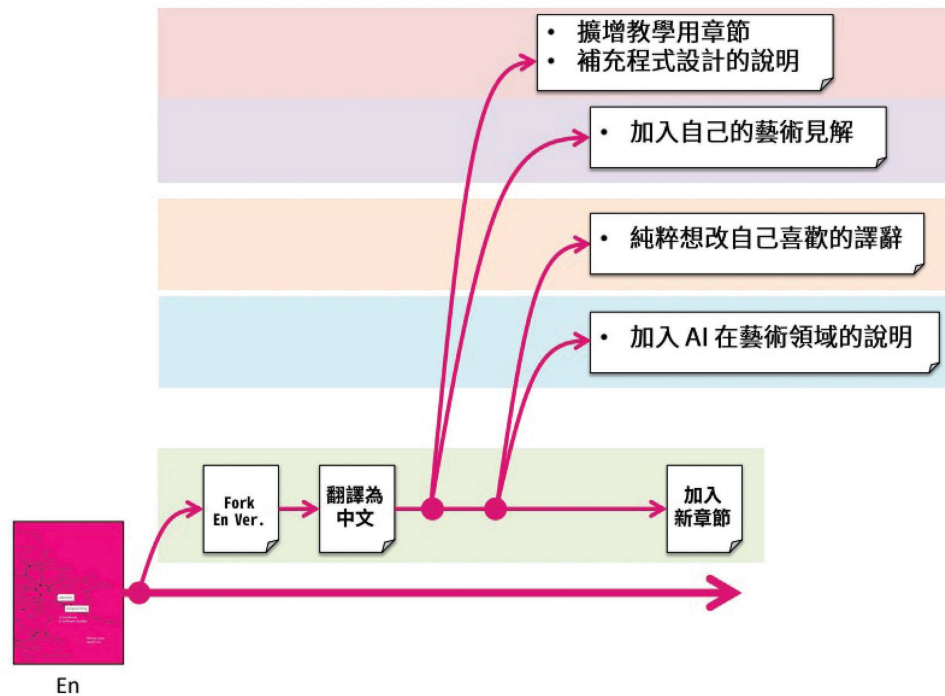 • 擴增教學用章節
• 補充程式設計的說明
• 加入自己的藝術見解
• 純粹想改自己喜歡的譯辭
• 加入 AI 在藝術領域的說明
Fork
En Ver.
翻譯為
中文
加入
新章節
En